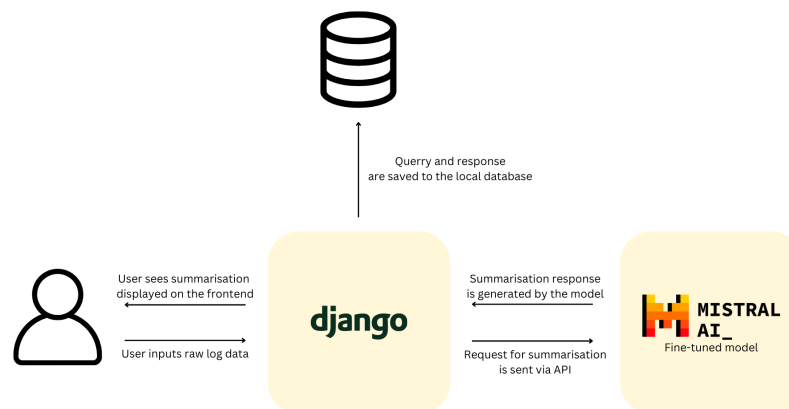 Querry and response
are saved to the local database
User sees summarisation
displayed on the frontend
User inputs raw log data
django
Summarisation response
is generated by the model
Request for summarisation
is sent via API
MISTRAL
AI_
Fine-tuned model